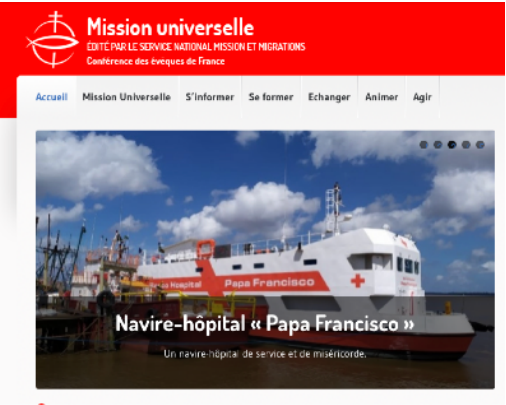 Mission universelle
ÉDITÉ PAR LE SERVICE NATIONAL MISSION ET MIGRATIONS
Conférence des évêques de France
Accueil Mission Universelle S'informer Se former Echanger Animer Agir
Hospital Papa Francisco
Navire-hôpital « Papa Francisco »
Un navire-hôpital de service et de miséricorde.